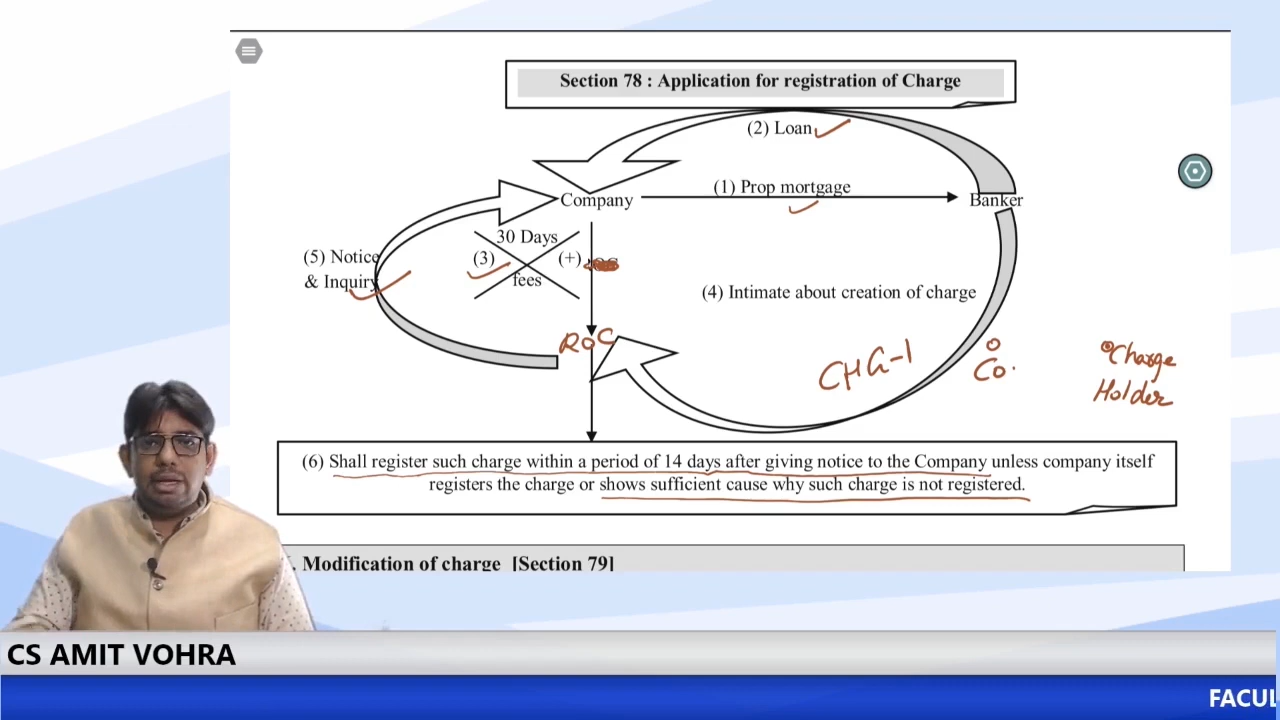 Section 78 : Application for registration of Charge
(2) Loan
(1) Prop mortgage
Company
Banker
30 Days
(3)
(+)
fees
(5) Notice
& Inquiry
(4) Intimate about creation of charge
ROC
CHG-1
Co.
Charge
Holder
(6) Shall register such charge within a period of 14 days after giving notice to the Company unless company itself
registers the charge or shows sufficient cause why such charge is not registered.
. Modification of charge [Section 79]
CS AMIT VOHRA
FACUL